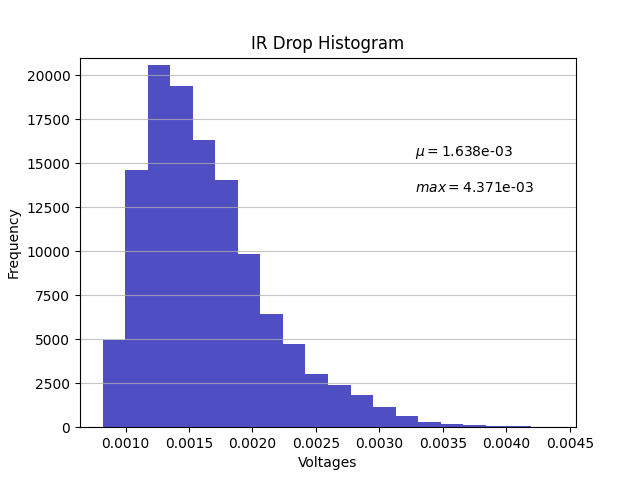 IR Drop Histogram
20000
17500
15000
12500
10000
7500
5000
2500
0
Frequency
μ = 1.638e-03
max = 4.371e-03
0.0010 0.0015 0.0020 0.0025 0.0030 0.0035 0.0040 0.0045
Voltages